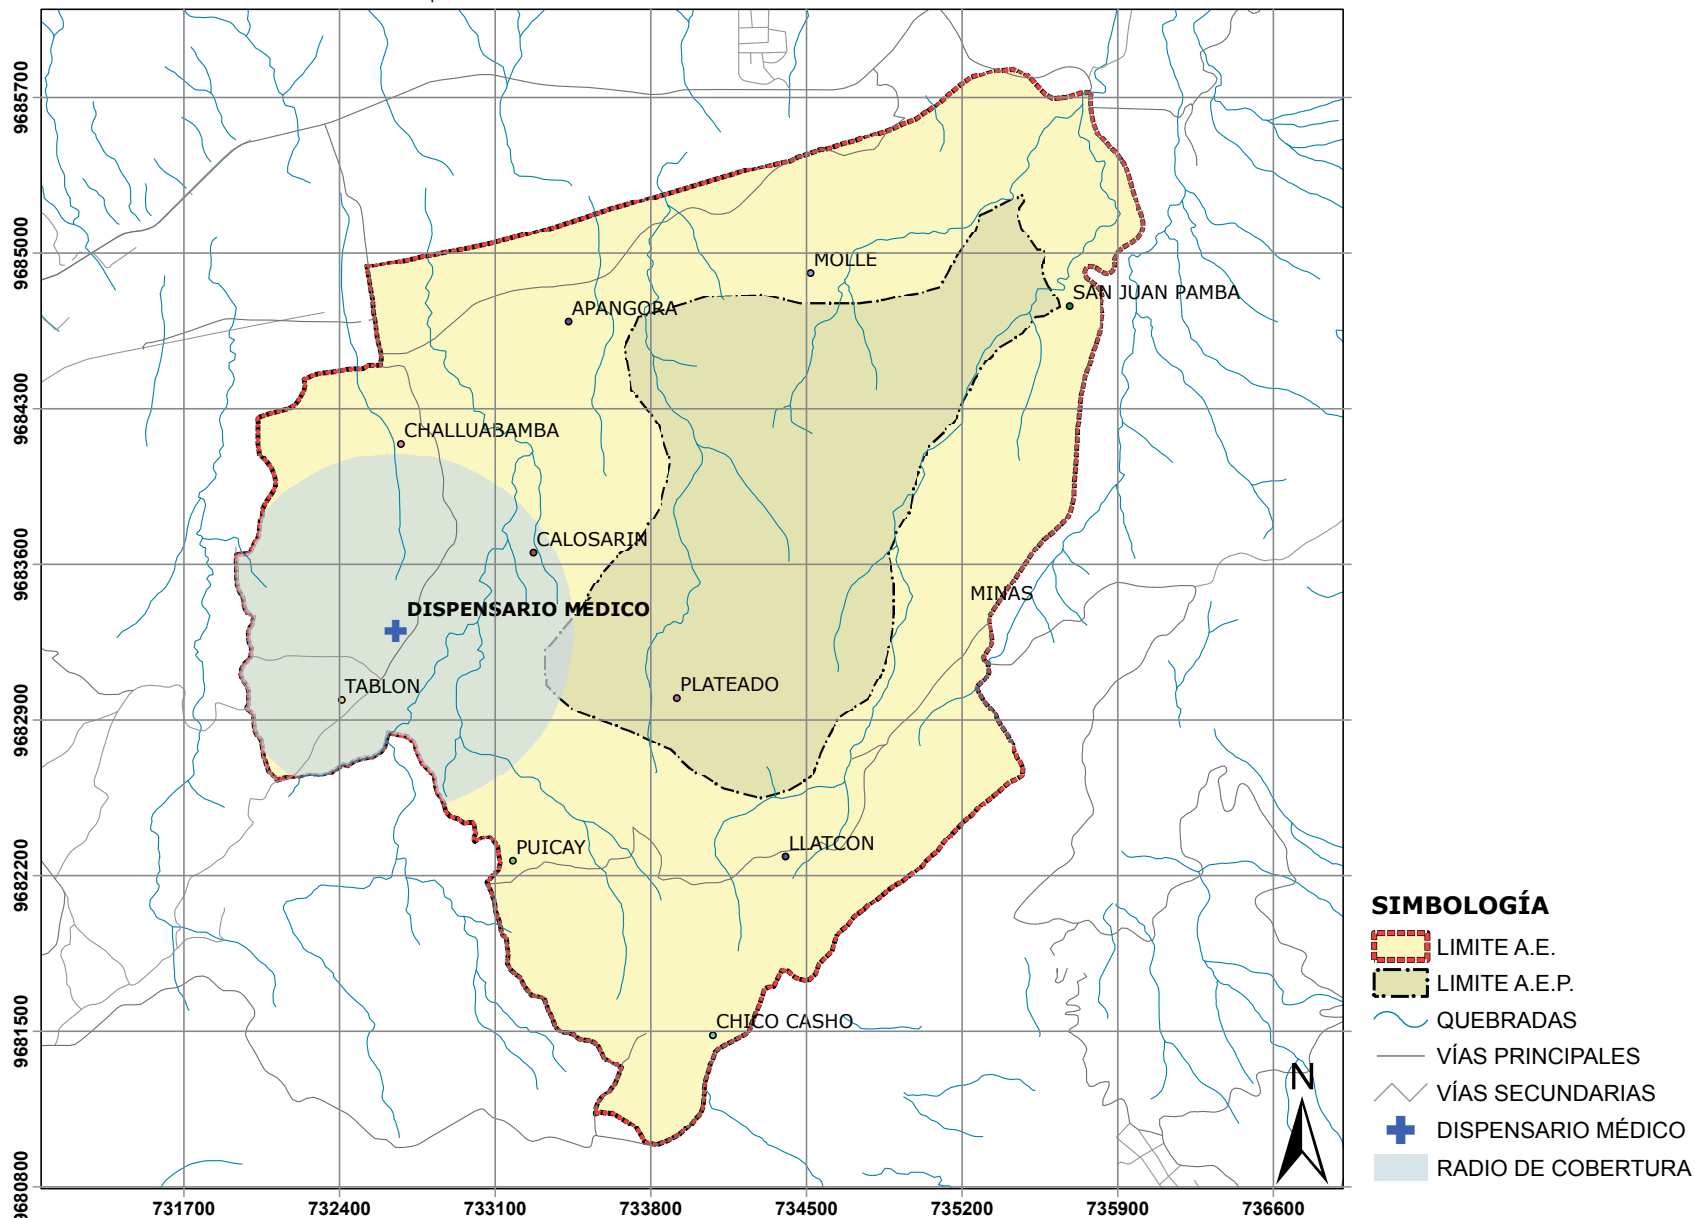 9685700
9685000
9684300
9683600
9682900
9682200
9681500
9680800
MOLLE
SAN JUAN PAMBA
APANGORA
CHALLUABAMBA
CALOSARIN
MINAS
DISPENSARIO MÉDICO
TABLON
PLATEADO
PUICAY
LLATCON
CHICO CASHO
N
731700 732400 733100 733800 734500 735200 735900 736600
SIMBOLOGÍA
LIMITE A.E.
LIMITE A.E.P.
QUEBRADAS
VÍAS PRINCIPALES
VÍAS SECUNDARIAS
DISPENSARIO MÉDICO
RADIO DE COBERTURA